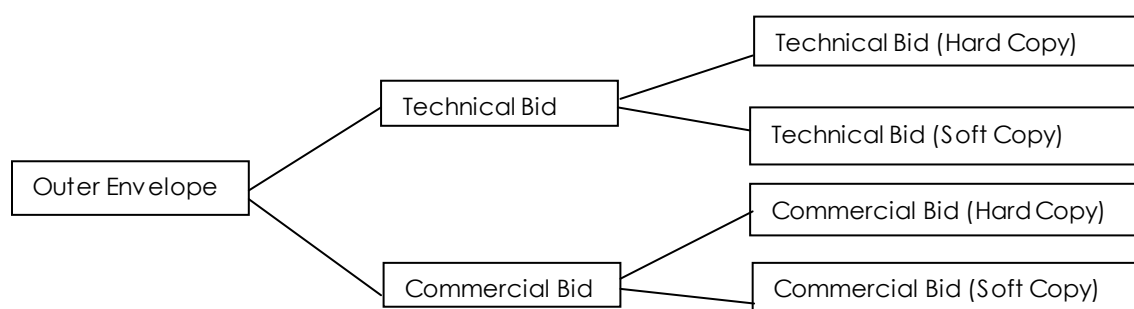 Technical Bid (Hard Copy)
Technical Bid
Technical Bid (Soft Copy)
Outer Envelope
Commercial Bid (Hard Copy)
Commercial Bid
Commercial Bid (Soft Copy)